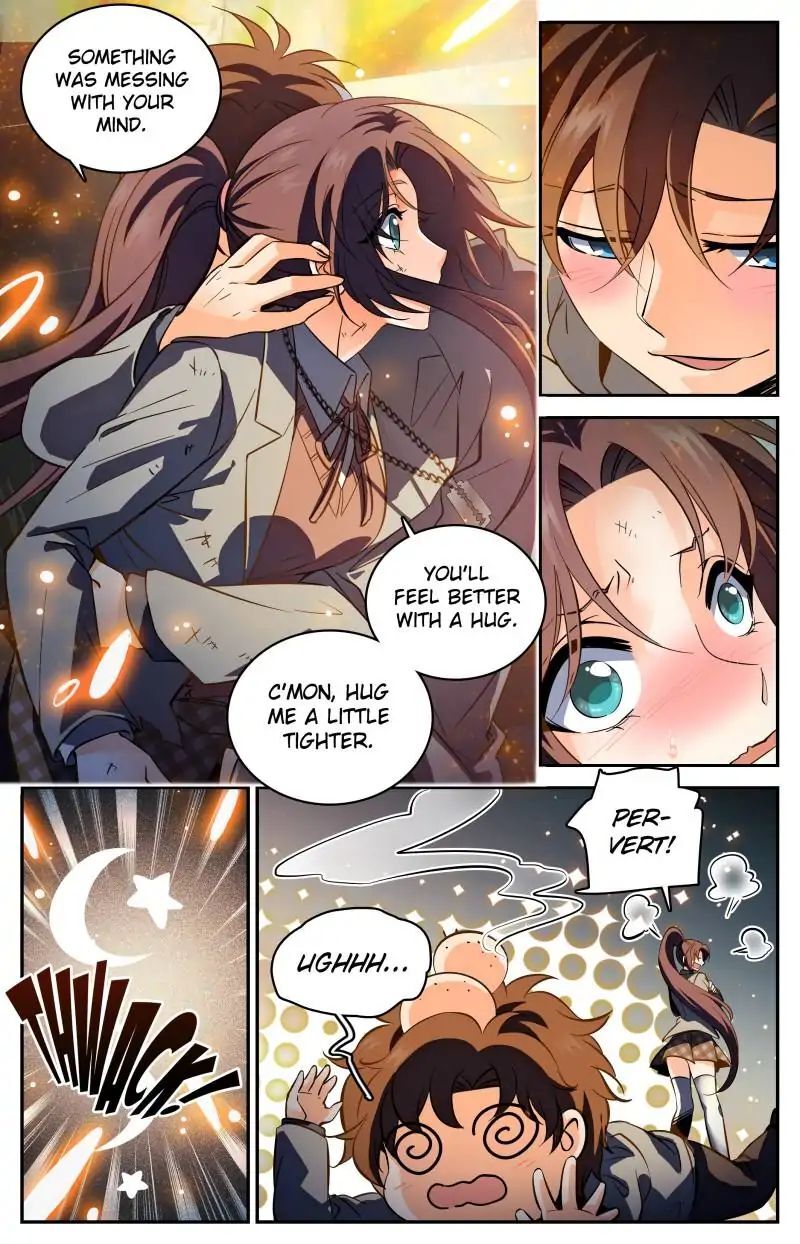 SOMETHING
WAS MESSING
WITH YOUR
MIND.
YOU'LL
FEEL BETTER
WITH A HUG.
C'MON, HUG
ME A LITTLE
TIGHTER.
THWACK!
PER-
VERT!
UGHHH...